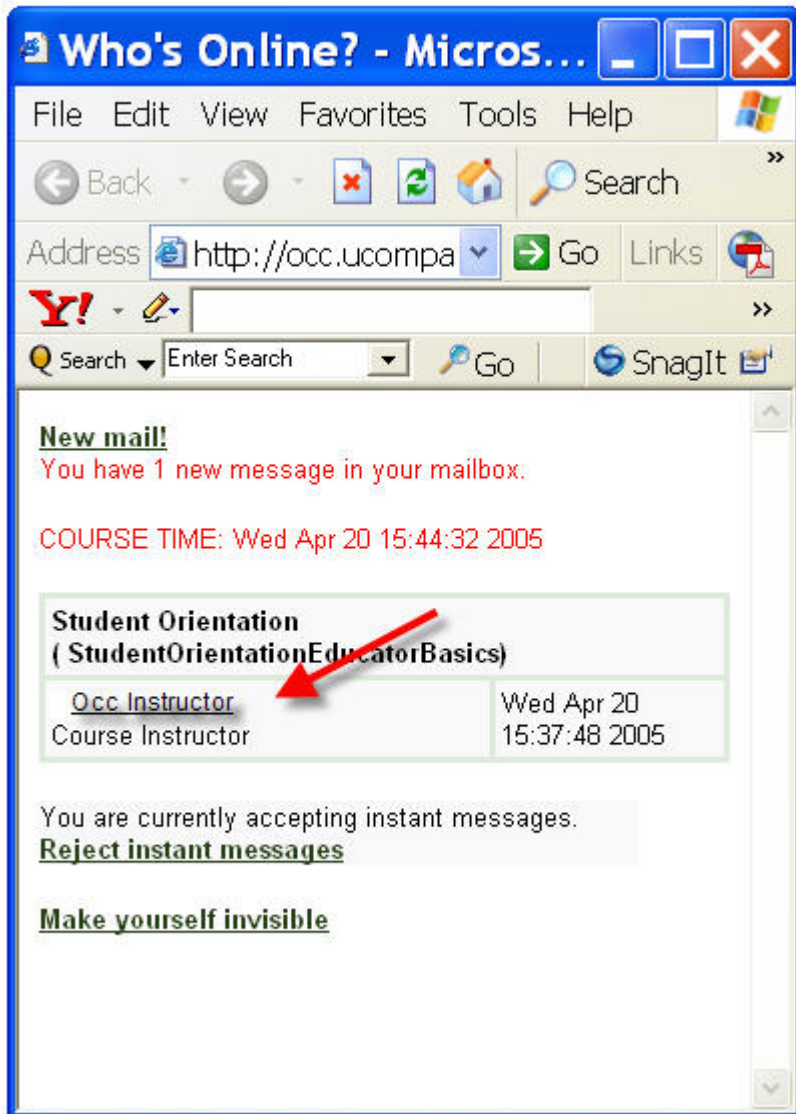 Who's Online? - Micros...
File Edit View Favorites Tools Help
Back Search »
Address http://occ.ucompa Go Links
Y! »
Search Enter Search Go SnagIt
New mail!
You have 1 new message in your mailbox.
COURSE TIME: Wed Apr 20 15:44:32 2005
Student Orientation
( StudentOrientationEducatorBasics)
Occ Instructor Wed Apr 20
Course Instructor 15:37:48 2005
You are currently accepting instant messages.
Reject instant messages
Make yourself invisible